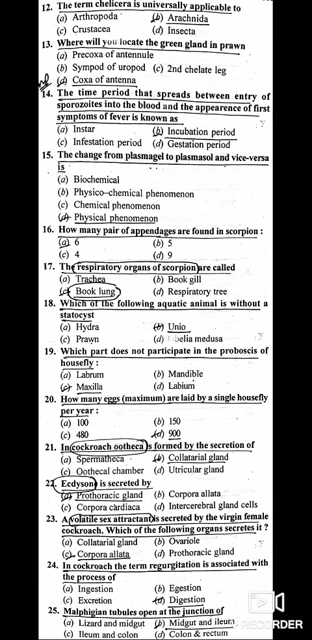 12. The term chelicera is universally applicable to
(a) Arthropoda (b) Arachnida
(c) Crustacea (d) Insecta
13. Where will you locate the green gland in prawn
(a) Precoxa of antennule
(b) Sympod of uropod (c) 2nd chelate leg
(d) Coxa of antenna
14. The time period that spreads between entry of
sporozoites into the blood and the appearence of first
symptoms of fever is known as
(a) Instar (b) Incubation period
(c) Infestation period (d) Gestation period
15. The change from plasmagel to plasmasol and vice-versa
is
(a) Biochemical
(b) Physico-chemical phenomenon
(c) Chemical phenomenon
(d) Physical phenomenon
16. How many pair of appendages are found in scorpion :
(a) 6 (b) 5
(c) 4 (d) 9
17. The respiratory organs of scorpion are called
(a) Trachea (b) Book gill
(c) Book lung (d) Respiratory tree
18. Which of the following aquatic animal is without a
statocyst
(a) Hydra (b) Unio
(c) Prawn (d) Obelia medusa
19. Which part does not participate in the proboscis of
housefly :
(a) Labrum (b) Mandible
(c) Maxilla (d) Labium
20. How many eggs (maximum) are laid by a single housefly
per year :
(a) 100 (b) 150
(c) 480 (d) 900
21. In cockroach ootheca is formed by the secretion of
(a) Spermatheca (b) Collatarial gland
(c) Oothecal chamber (d) Utricular gland
22. Ecdyson is secreted by
(a) Prothoracic gland (b) Corpora allata
(c) Corpora cardiaca (d) Intercerebral gland cells
23. A volatile sex attractant is secreted by the virgin female
cockroach. Which of the following organs secretes it ?
(a) Collatarial gland (b) Ovariole
(c) Corpora allata (d) Prothoracic gland
24. In cockroach the term regurgitation is associated with
the process of
(a) Ingestion (b) Egestion
(c) Excretion (d) Digestion
25. Malphigian tubules open at the junction of
(a) Lizard and midgut (b) Midgut and ileum
(c) Ileum and colon (d) Colon & rectum
RECORDER